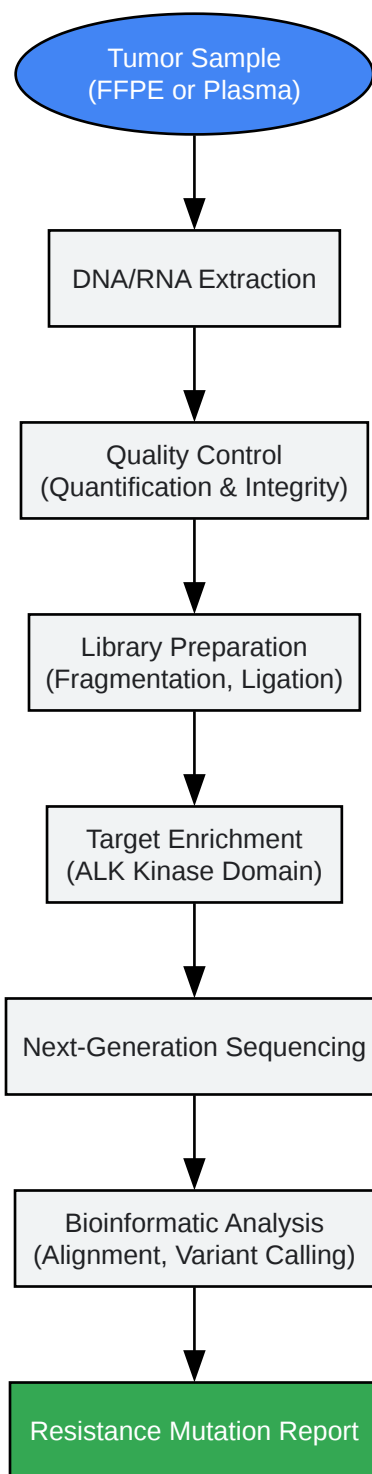 Tumor Sample
(FFPE or Plasma)
DNA/RNA Extraction
Quality Control
(Quantification & Integrity)
Library Preparation
(Fragmentation, Ligation)
Target Enrichment
(ALK Kinase Domain)
Next-Generation Sequencing
Bioinformatic Analysis
(Alignment, Variant Calling)
Resistance Mutation Report